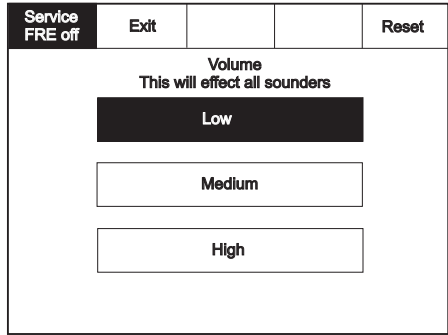 Service
FRE off
Exit
Reset
Volume
This will effect all sounders
Low
Medium
High